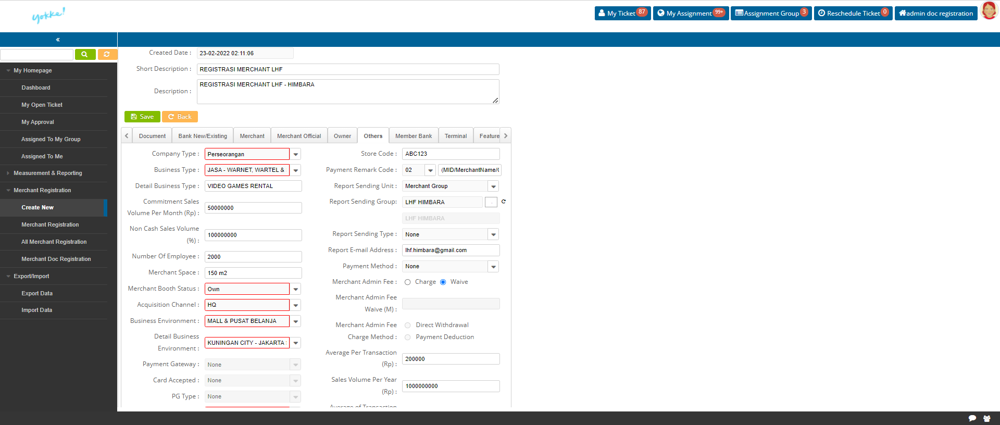 yokke!
My Ticket 87
My Assignment 99+
Assignment Group 3
Reschedule Ticket 0
admin doc registration
«
My Homepage
Dashboard
My Open Ticket
My Approval
Assigned To My Group
Assigned To Me
Measurement & Reporting
Merchant Registration
Create New
Merchant Registration
All Merchant Registration
Merchant Doc Registration
Export/Import
Export Data
Import Data
Created Date : 23-02-2022 02:11:06
Short Description : REGISTRASI MERCHANT LHF
Description : REGISTRASI MERCHANT LHF - HIMBARA
Save Back
Document Bank New/Existing Merchant Merchant Official Owner Others Member Bank Terminal Feature
Company Type : Perseorangan
Business Type : JASA - WARNET, WARTEL &
Detail Business Type : VIDEO GAMES RENTAL
Commitment Sales
Volume Per Month (Rp) : 50000000
Non Cash Sales Volume
(%) : 100000000
Number Of Employee : 2000
Merchant Space : 150 m2
Merchant Booth Status : Own
Acquisition Channel : HQ
Business Environment : MALL & PUSAT BELANJA
Detail Business
Environment : KUNINGAN CITY - JAKARTA
Payment Gateway : None
Card Accepted : None
PG Type : None
Store Code : ABC123
Payment Remark Code : 02 (MID/MerchantName/
Report Sending Unit : Merchant Group
Report Sending Group: LHF HIMBARA .
LHF HIMBARA
Report Sending Type : None
Report E-mail Address : lhf.himbara@gmail.com
Payment Method : None
Merchant Admin Fee : Charge Waive
Merchant Admin Fee
Waive (M) :
Merchant Admin Fee
Charge Method :
Direct Withdrawal
Payment Deduction
Average Per Transaction
(Rp) : 200000
Sales Volume Per Year
(Rp) : 1000000000
Average of Transaction